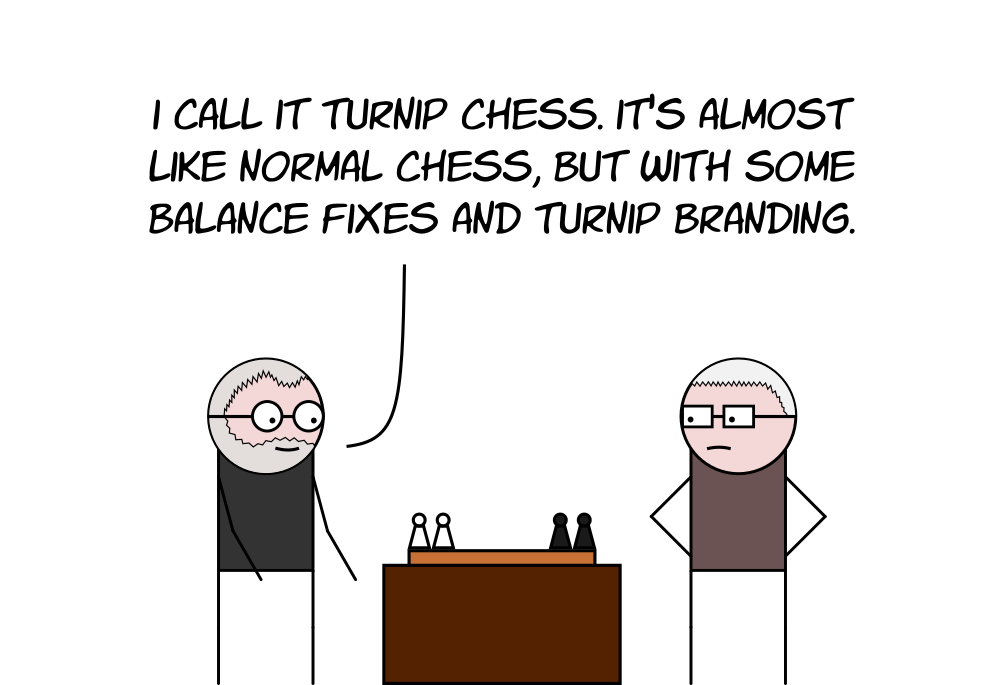 I CALL IT TURNIP CHESS. IT'S ALMOST
LIKE NORMAL CHESS, BUT WITH SOME
BALANCE FIXES AND TURNIP BRANDING.